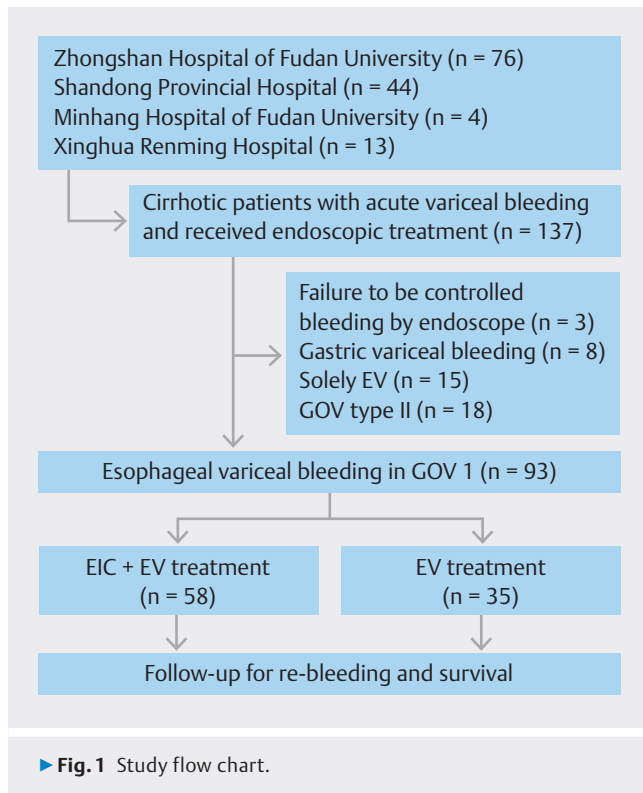 Zhongshan Hospital of Fudan University (n = 76)
Shandong Provincial Hospital (n = 44)
Minhang Hospital of Fudan University (n = 4)
Xinghua Renming Hospital (n = 13)
Cirrhotic patients with acute variceal bleeding
and received endoscopic treatment (n = 137)
Failure to be controlled
bleeding by endoscope (n = 3)
Gastric variceal bleeding (n = 8)
Solely EV (n = 15)
GOV type II (n = 18)
Esophageal variceal bleeding in GOV 1 (n = 93)
EIC + EV treatment
(n = 58)
EV treatment
(n = 35)
Follow-up for re-bleeding and survival
▶ Fig. 1 Study flow chart.